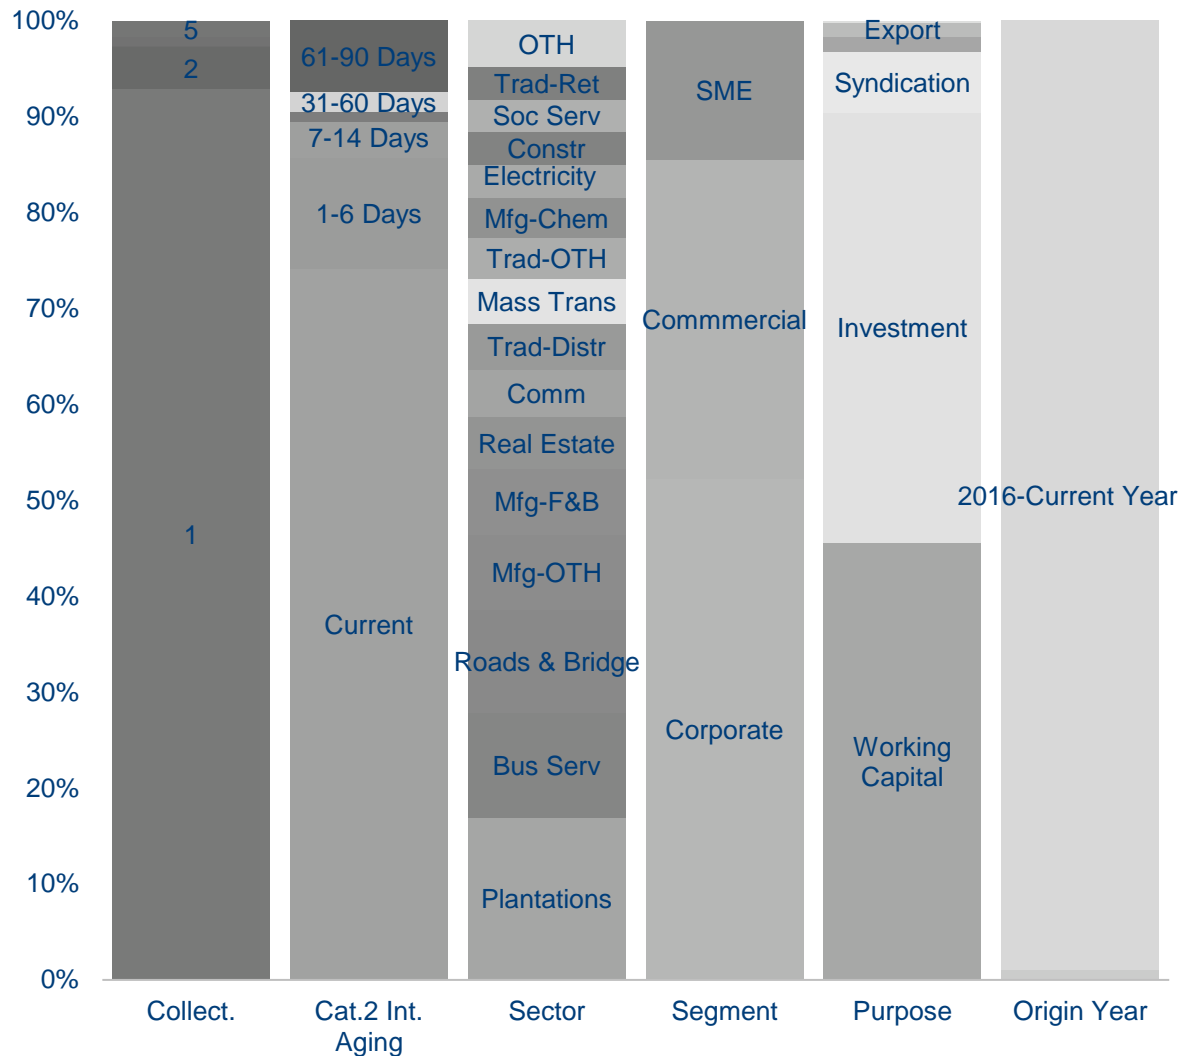 100%
90%
80%
70%
60%
50%
40%
30%
20%
10%
0%
5
2
1
61-90 Days
31-60 Days
7-14 Days
1-6 Days
Current
OTH
Trad-Ret
Soc Serv
Constr
Electricity
Mfg-Chem
Trad-OTH
Mass Trans
Trad-Distr
Comm
Real Estate
Mfg-F&B
Mfg-OTH
Roads & Bridge
Bus Serv
Plantations
SME
Commmercial
Corporate
Export
Syndication
Investment
Working
Capital
2016-Current Year
Collect.
Cat.2 Int.
Aging
Sector
Segment
Purpose
Origin Year